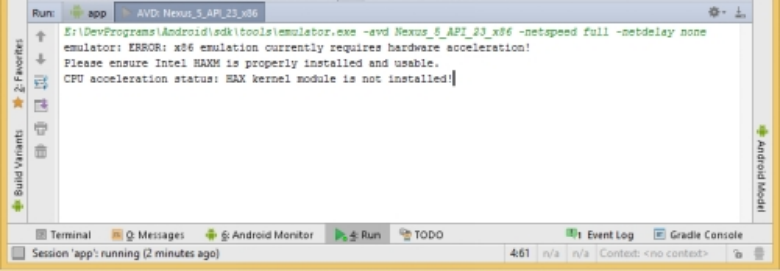 Run: app AVD: Nexus_5_API_23_x86
E:\DevPrograms\Android\sdk\tools\emulator.exe -avd Nexus_5_API_23_x86 -netspeed full -netdelay none
emulator: ERROR: x86 emulation currently requires hardware acceleration!
Please ensure Intel HAXM is properly installed and usable.
CPU acceleration status: HAX kernel module is not installed!
2: Favorites
Build Variants
Android Model
Terminal 0: Messages 6: Android Monitor 4: Run TODO 1 Event Log Gradle Console
Session 'app': running (2 minutes ago) 4:61 n/a n/a Context: <no context>